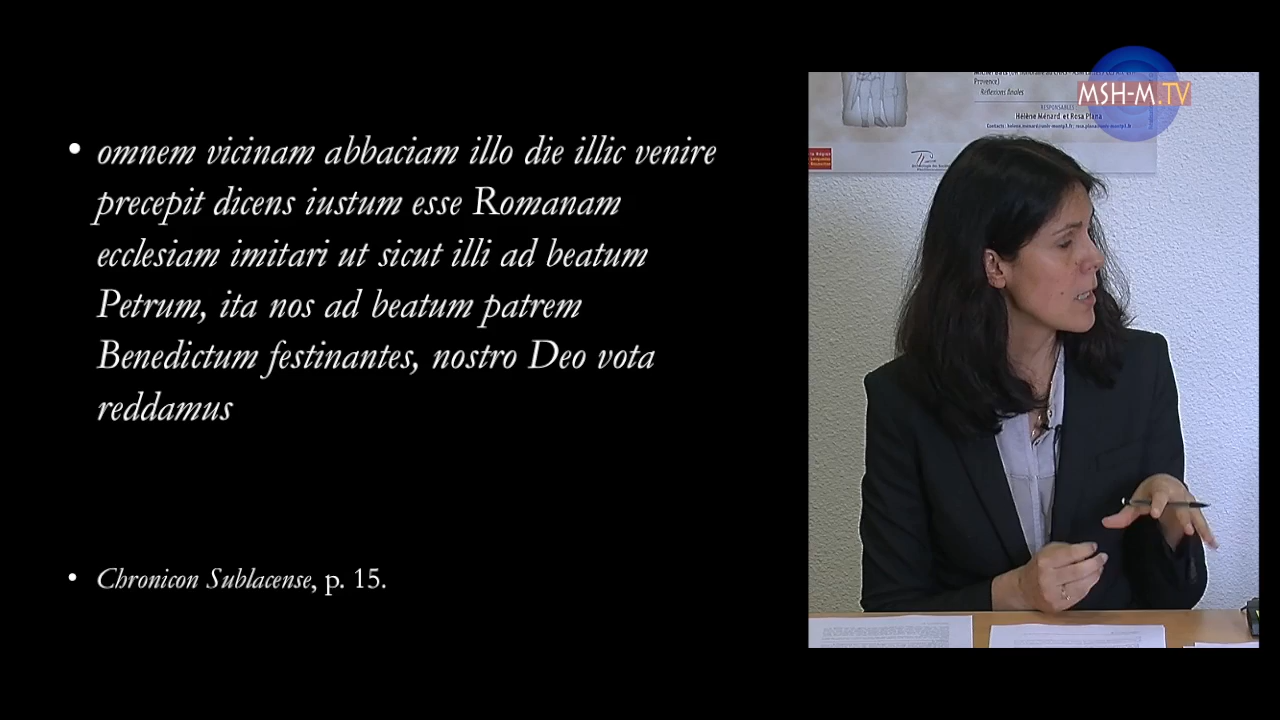 • omnem vicinam abbaciam illo die illic venire
precepit dicens iustum esse Romanam
ecclesiam imitari ut sicut illi ad beatum
Petrum, ita nos ad beatum patrem
Benedictum festinantes, nostro Deo vota
reddamus
• Chronicon Sublacense, p. 15.
MSH-M.TV
Provence)
Réflexions finales
RESPONSABLES
Hélène Ménard et Rosa Plana